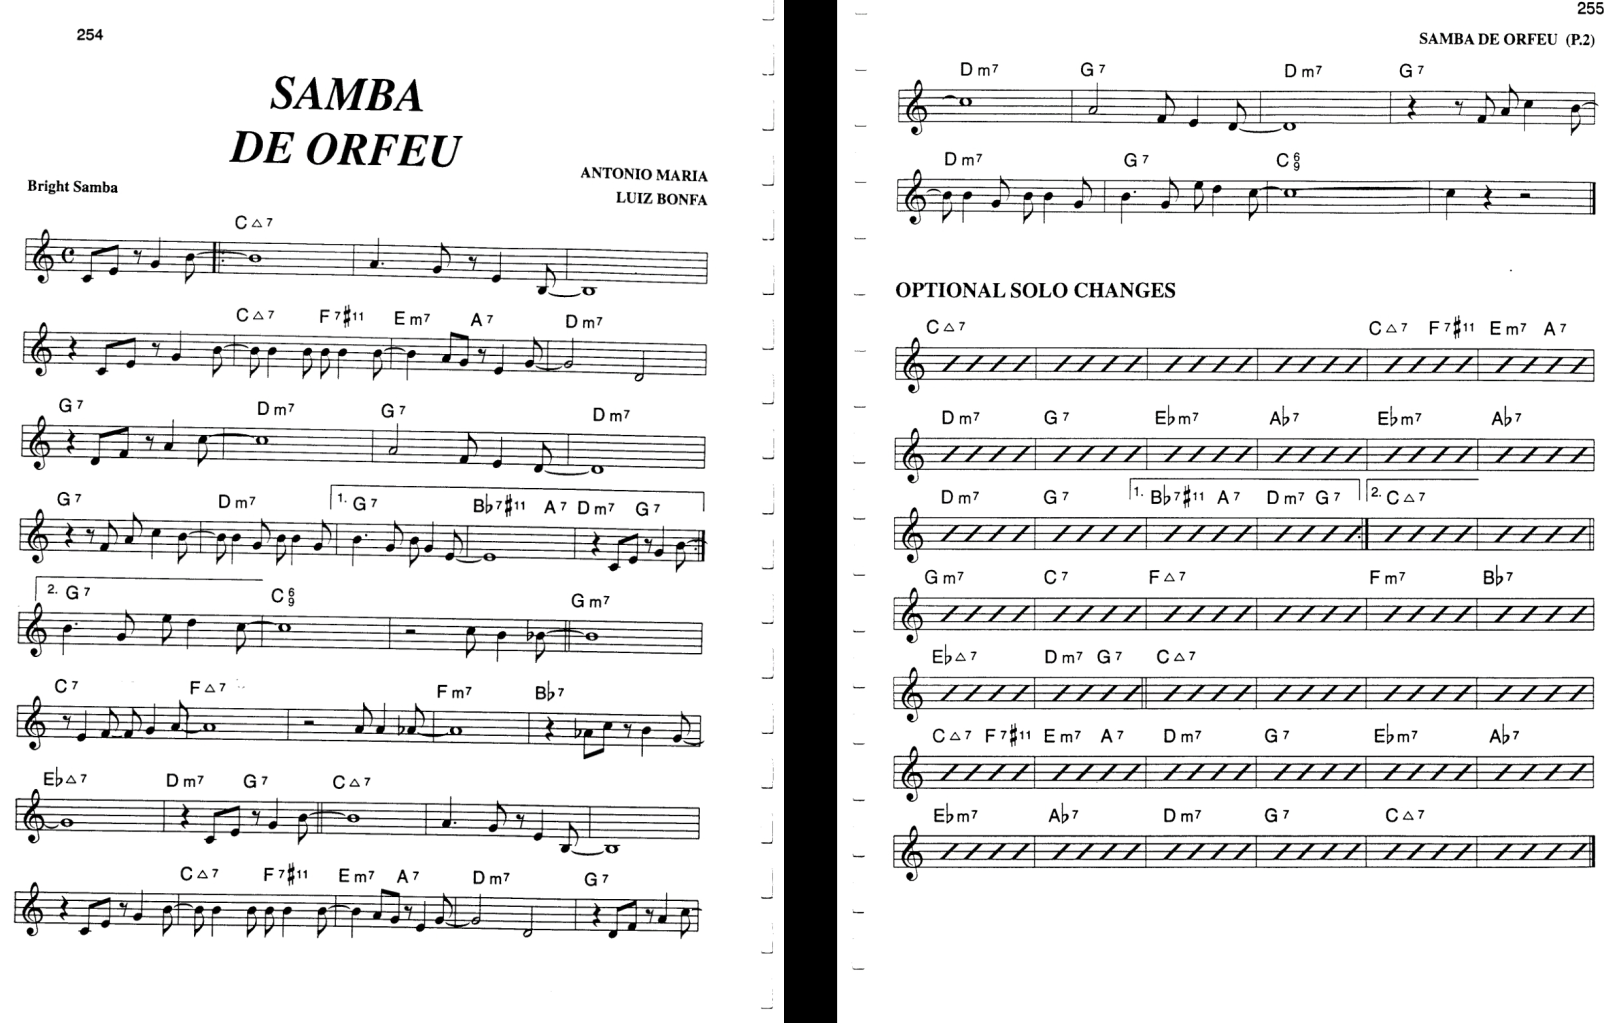 254
SAMBA
DE ORFEU
ANTONIO MARIA
Bright Samba
LUIZ BONFA
C△7
C△7 F7♯11 Em7 A7 Dm7
G7 Dm7 G7 Dm7
G7 Dm7 1. G7 B♭7♯11 A7 Dm7 G7
2. G7 C6/9 Gm7
C7 F△7 Fm7 B♭7
E♭△7 Dm7 G7 C△7
C△7 F7♯11 Em7 A7 Dm7 G7
255
SAMBA DE ORFEU (P.2)
Dm7 G7 Dm7 G7
Dm7 G7 C6/9
OPTIONAL SOLO CHANGES
C△7 C△7 F7♯11 Em7 A7
Dm7 G7 E♭m7 A♭7 E♭m7 A♭7
Dm7 G7 1. B♭7♯11 A7 Dm7 G7 2. C△7
Gm7 C7 F△7 Fm7 B♭7
E♭△7 Dm7 G7 C△7
C△7 F7♯11 Em7 A7 Dm7 G7 E♭m7 A♭7
E♭m7 A♭7 Dm7 G7 C△7